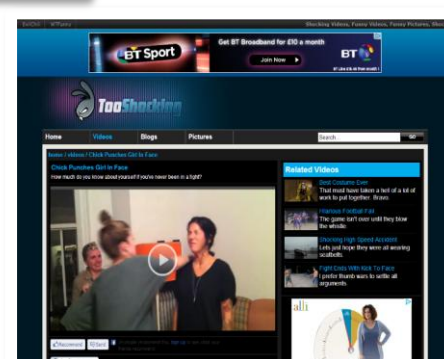 Shocking Videos, Funny Videos, Funny Pictures,
BT Sport
Get BT Broadband for £10 a month
Join Now
BT
TooShocking
Home
Videos
Blogs
Pictures
Search
GO
home / videos / Chick Punches Girl In Face
Chick Punches Girl In Face
How much do you know about yourself if you've never been in a fight?
Related Videos
Best Costume Ever
That must have taken a hell of a lot of
work to put together. Bravo.
Hilarious Football Fail
The game isn't over until they blow
the whistle.
Shocking High Speed Accident
Lets just hope they were all wearing
seatbelts.
Fight Ends With Kick To Face
I prefer thumb wars to settle all
arguments.
alli
Recommend
Send